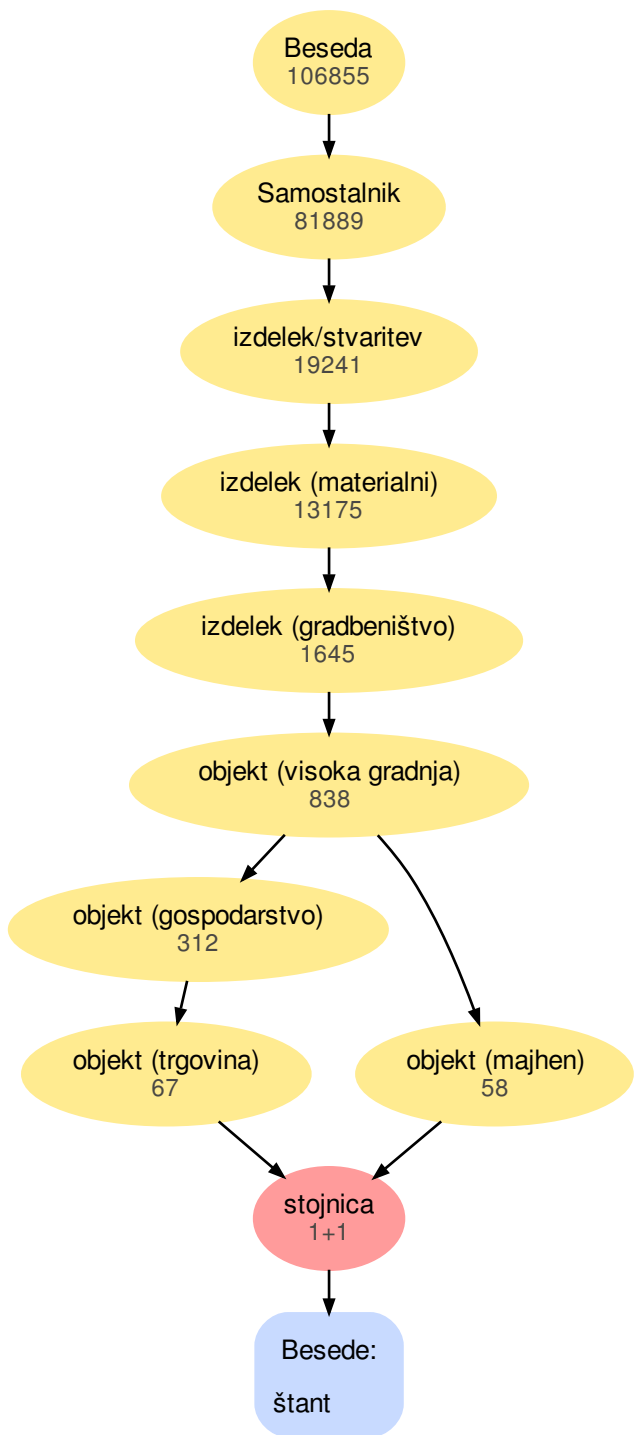 Beseda
106855
Samostalnik
81889
izdelek/stvaritev
19241
izdelek (materialni)
13175
izdelek (gradbeništvo)
1645
objekt (visoka gradnja)
838
objekt (gospodarstvo)
312
objekt (trgovina)
67
objekt (majhen)
58
stojnica
1+1
Besede:
štant